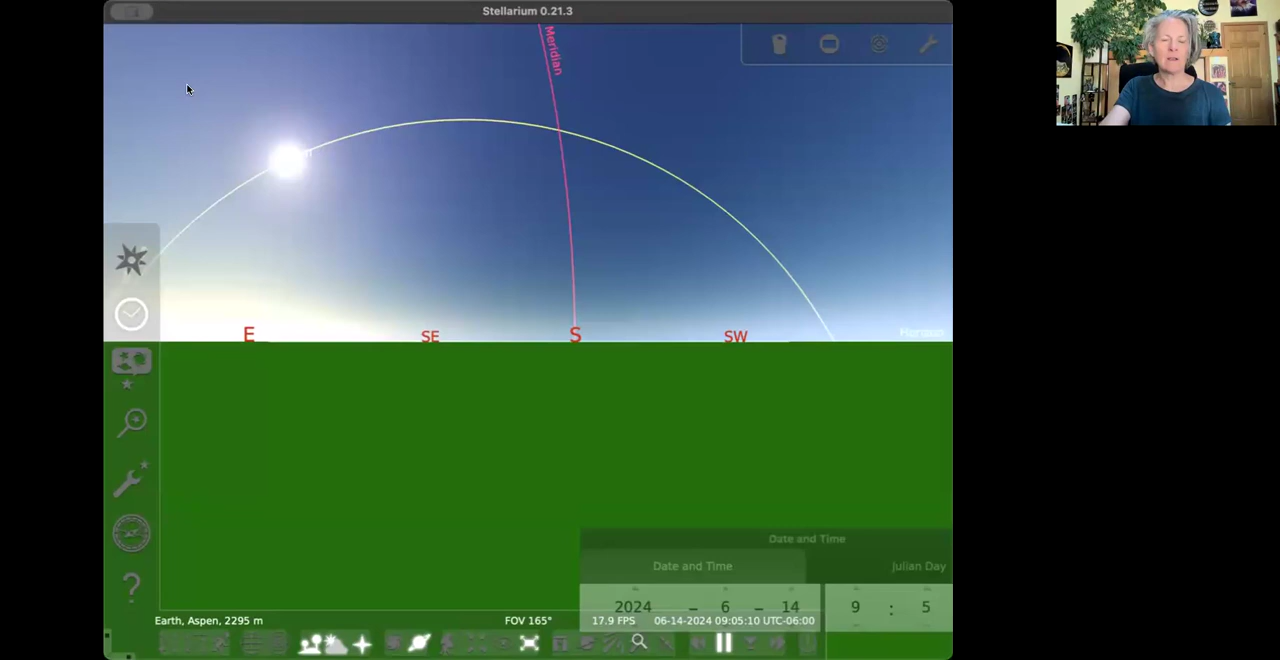 Stellarium 0.21.3
Meridian
E SE S SW Horizon
Date and Time
Date and Time Julian Day
2024 - 6 - 14 9 : 5
Earth, Aspen, 2295 m FOV 165° 17.9 FPS 06-14-2024 09:05:10 UTC-06:00